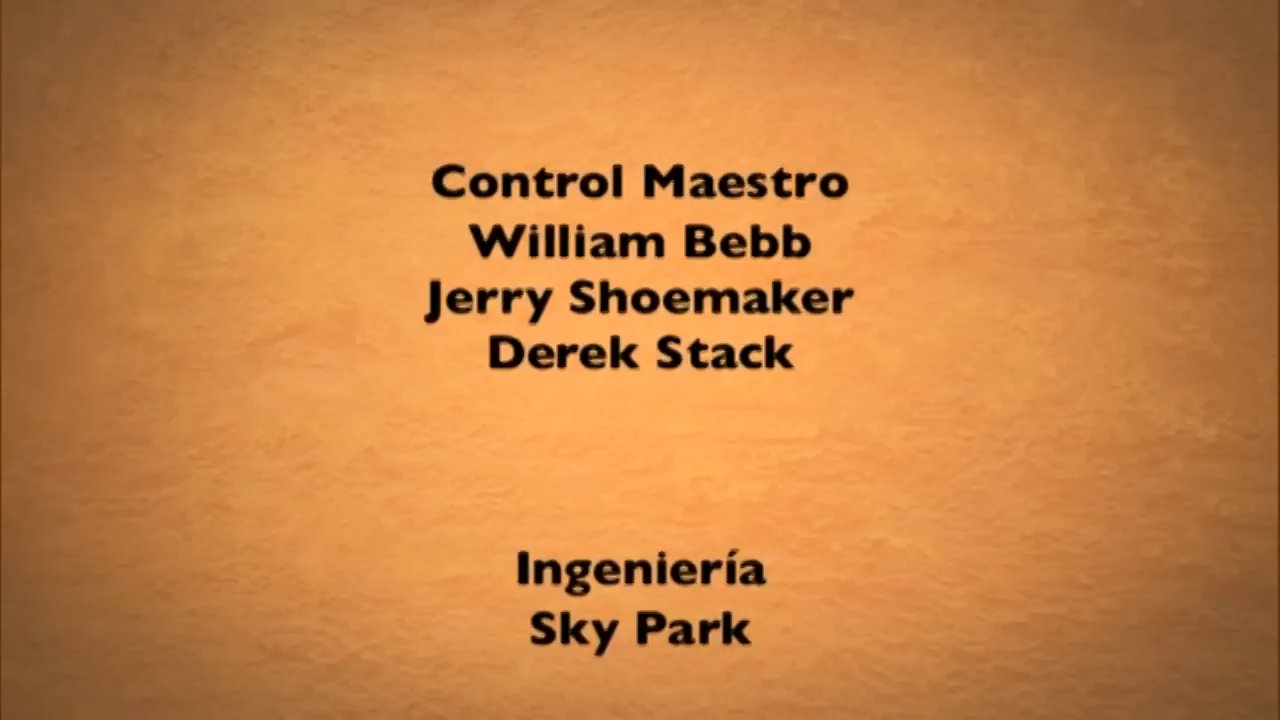 Control Maestro
William Bebb
Jerry Shoemaker
Derek Stack
Ingeniería
Sky Park